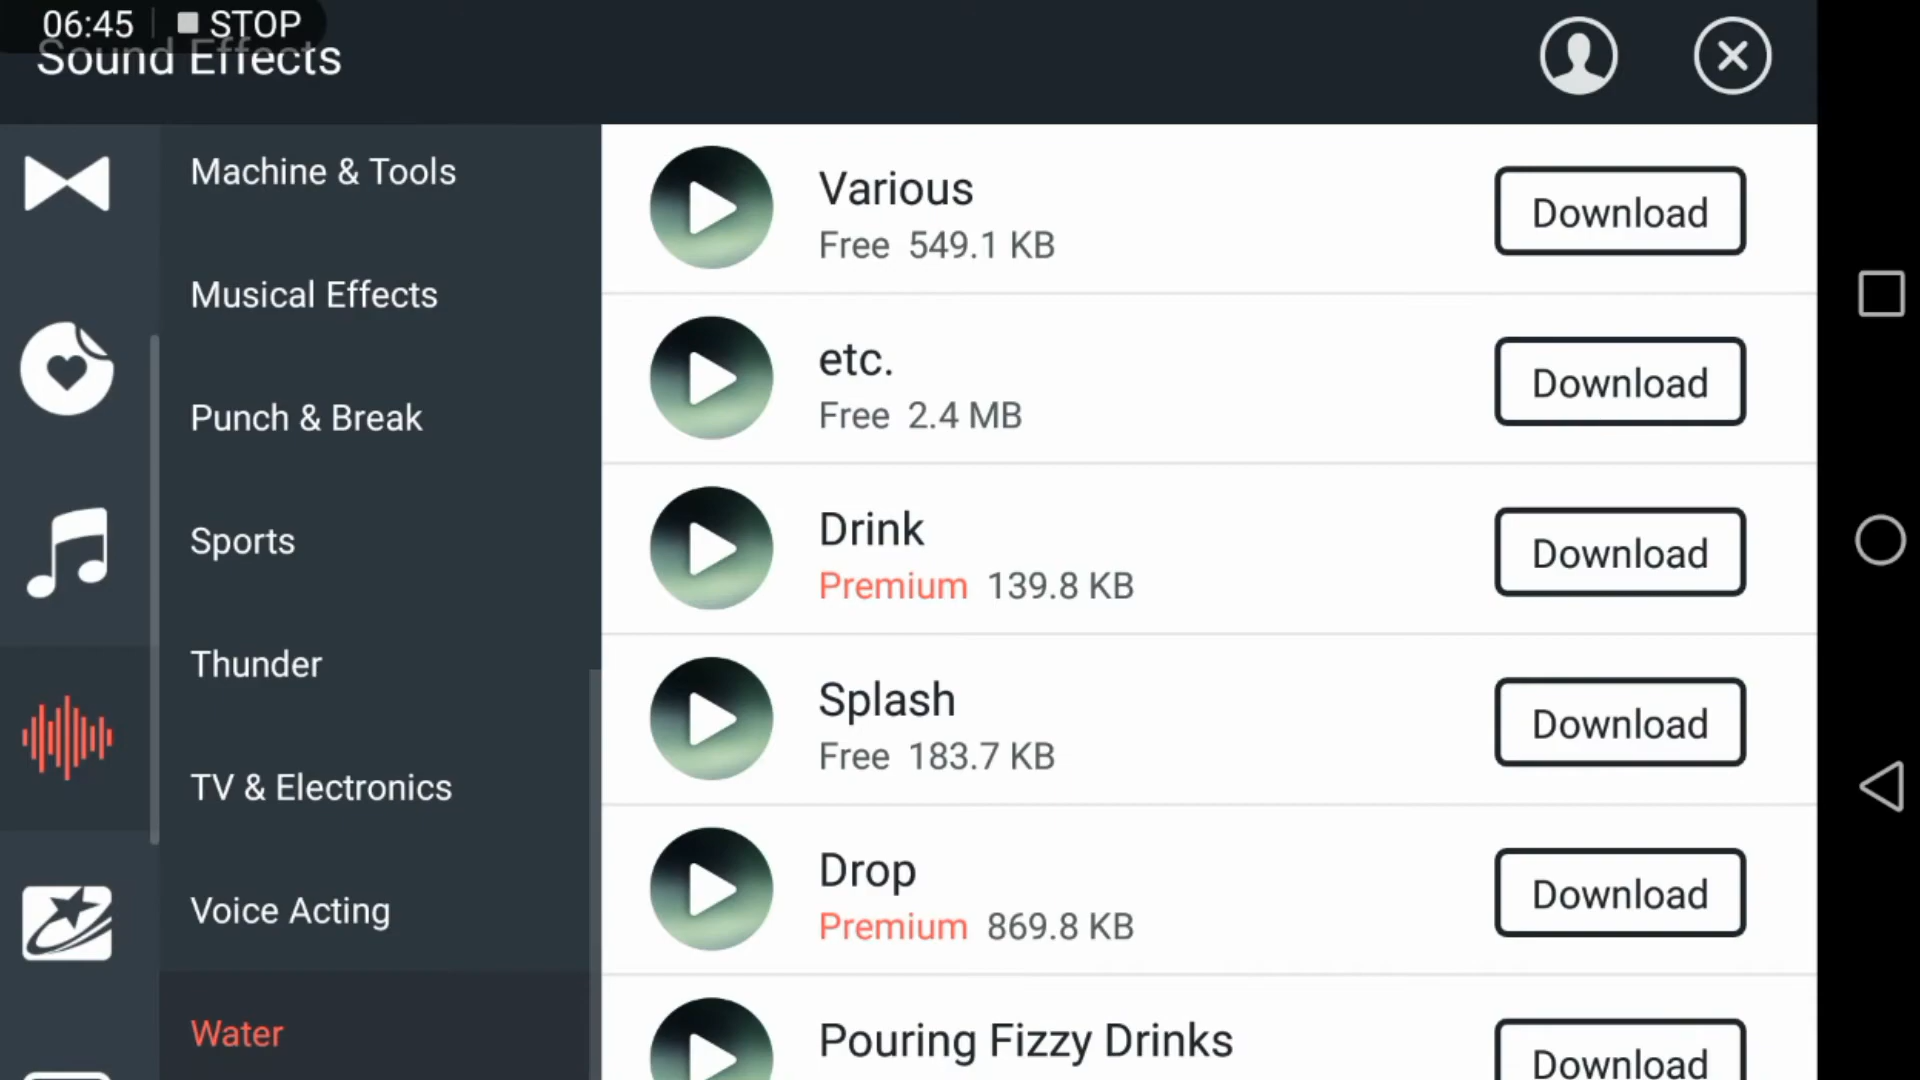 06:45 STOP
Sound Effects
Machine & Tools
Musical Effects
Punch & Break
Sports
Thunder
TV & Electronics
Voice Acting
Water
Various
Free 549.1 KB
Download
etc.
Free 2.4 MB
Download
Drink
Premium 139.8 KB
Download
Splash
Free 183.7 KB
Download
Drop
Premium 869.8 KB
Download
Pouring Fizzy Drinks
Download